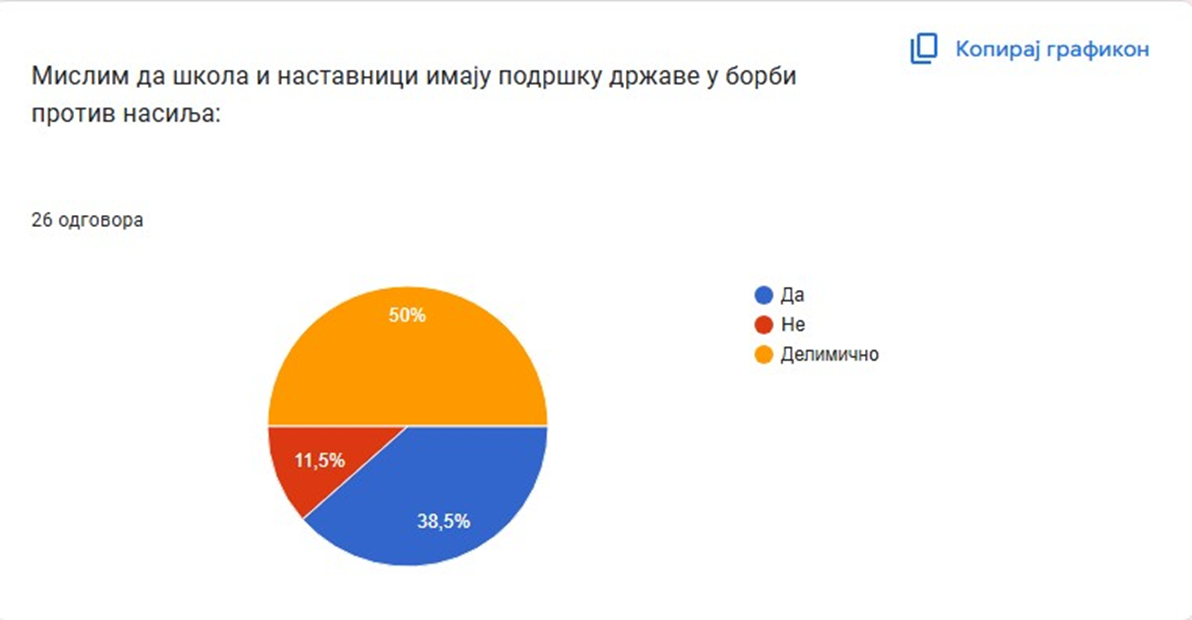 Копирај графикон
Мислим да школа и наставници имају подршку државе у борби
против насиља:
26 одговора
50%
11,5%
38,5%
Да
Не
Делимично